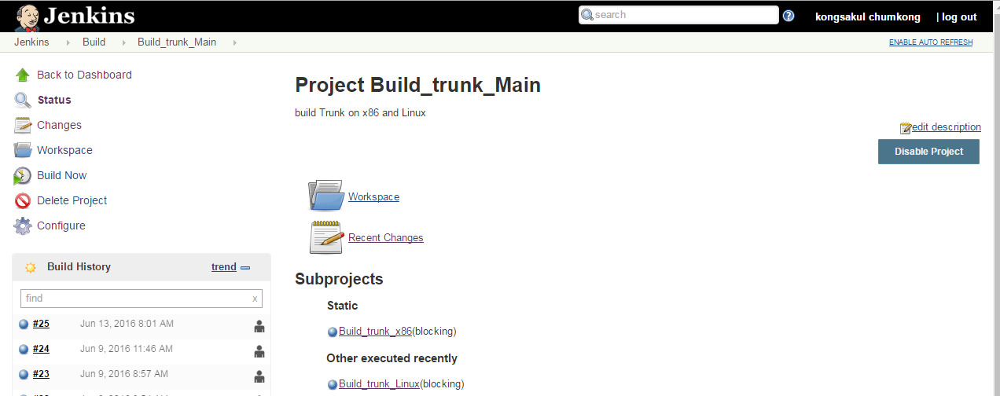 Jenkins
search
kongsakul chumkong | log out
Jenkins Build Build_trunk_Main
ENABLE AUTO REFRESH
Back to Dashboard
Status
Changes
Workspace
Build Now
Delete Project
Configure
Build History trend
find x
#25 Jun 13, 2016 8:01 AM
#24 Jun 9, 2016 11:46 AM
#23 Jun 9, 2016 8:57 AM
Project Build_trunk_Main
build Trunk on x86 and Linux
edit description
Disable Project
Workspace
Recent Changes
Subprojects
Static
Build_trunk_x86(blocking)
Other executed recently
Build_trunk_Linux(blocking)